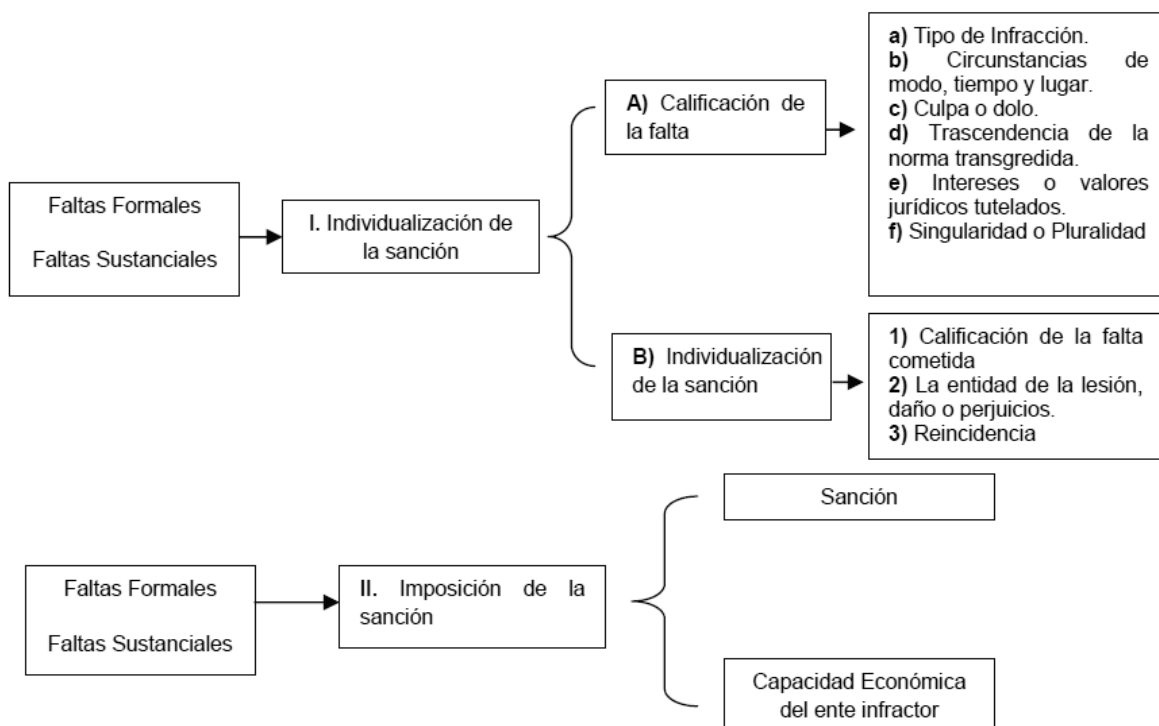 Faltas Formales
Faltas Sustanciales
I. Individualización de
la sanción
A) Calificación de
la falta
a) Tipo de Infracción.
b) Circunstancias de
modo, tiempo y lugar.
c) Culpa o dolo.
d) Trascendencia de la
norma transgredida.
e) Intereses o valores
jurídicos tutelados.
f) Singularidad o Pluralidad
B) Individualización
de la sanción
1) Calificación de la falta
cometida
2) La entidad de la lesión,
daño o perjuicios.
3) Reincidencia
Faltas Formales
Faltas Sustanciales
II. Imposición de la
sanción
Sanción
Capacidad Económica
del ente infractor